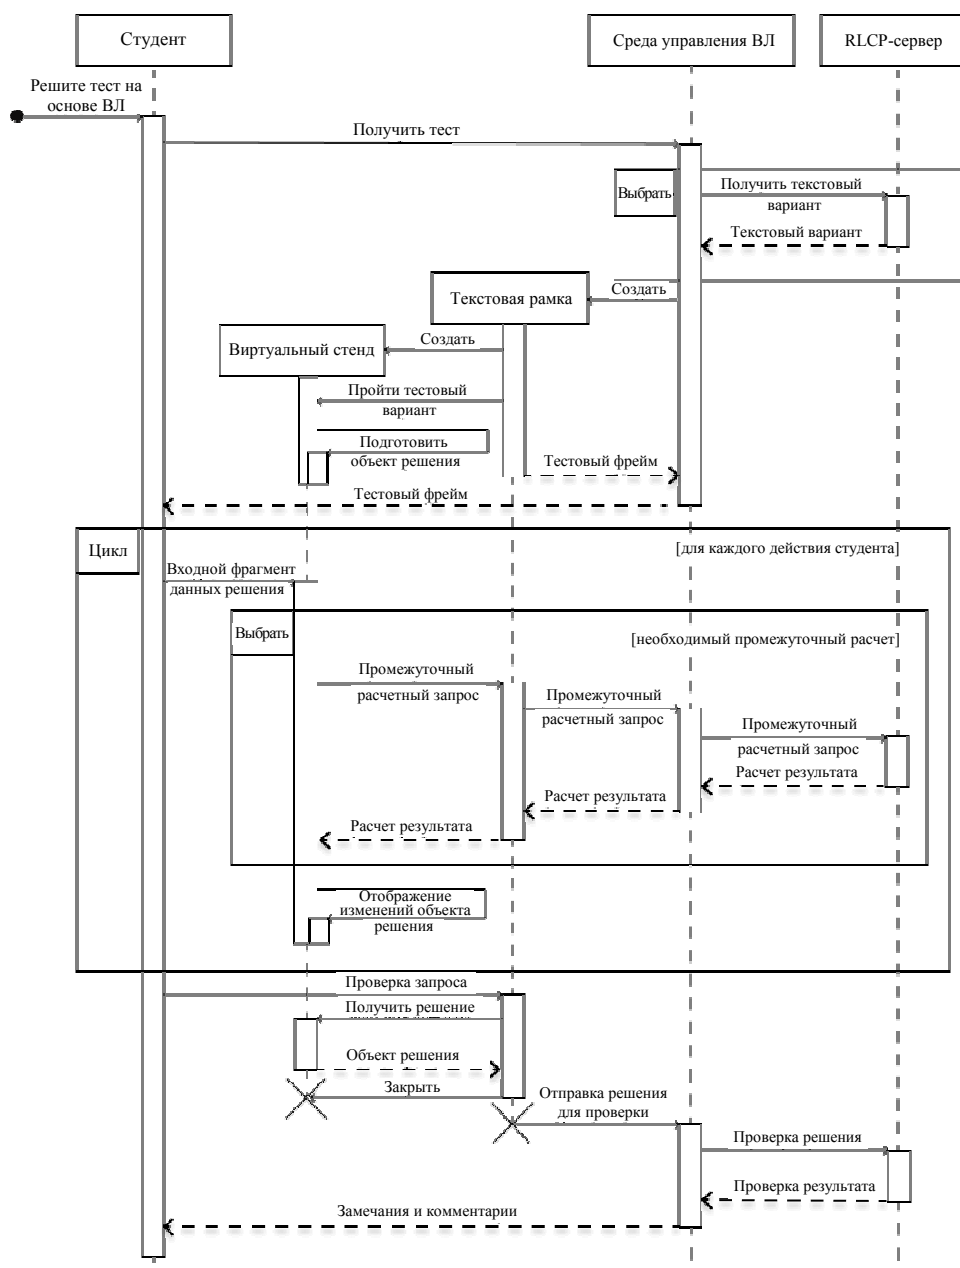 Студент
Среда управления ВЛ
RLCP-сервер
Решите тест на
основе ВЛ
Получить тест
Выбрать
Получить текстовый
вариант
Текстовый вариант
Создать
Текстовая рамка
Создать
Виртуальный стенд
Пройти тестовый
вариант
Подготовить
объект решения
Тестовый фрейм
Тестовый фрейм
Цикл
[для каждого действия студента]
Входной фрагмент
данных решения
Выбрать
[необходимый промежуточный расчет]
Промежуточный
расчетный запрос
Промежуточный
расчетный запрос
Промежуточный
расчетный запрос
Расчет результата
Расчет результата
Расчет результата
Отображение
изменений объекта
решения
Проверка запроса
Получить решение
Объект решения
Закрыть
Отправка решения
для проверки
Проверка решения
Проверка результата
Замечания и комментарии